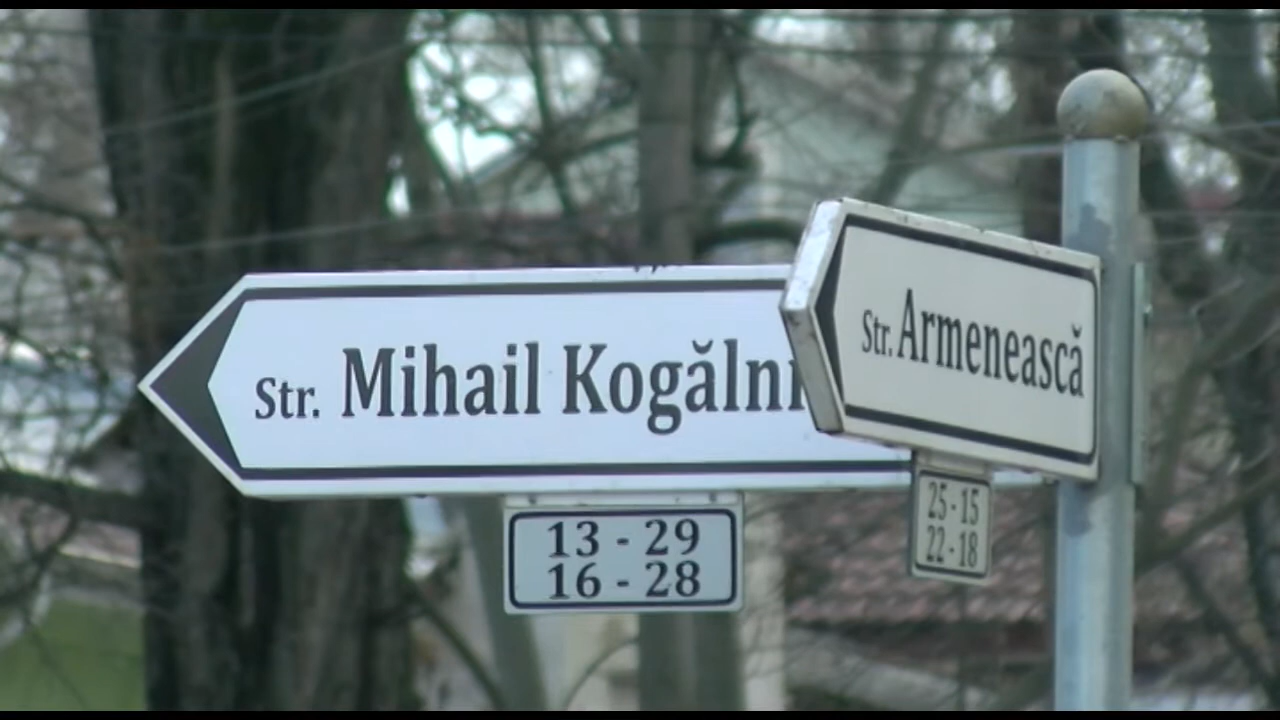 Str. Mihail Kogălni
13 - 29
16 - 28
Str. Armenească
25 - 15
22 - 18